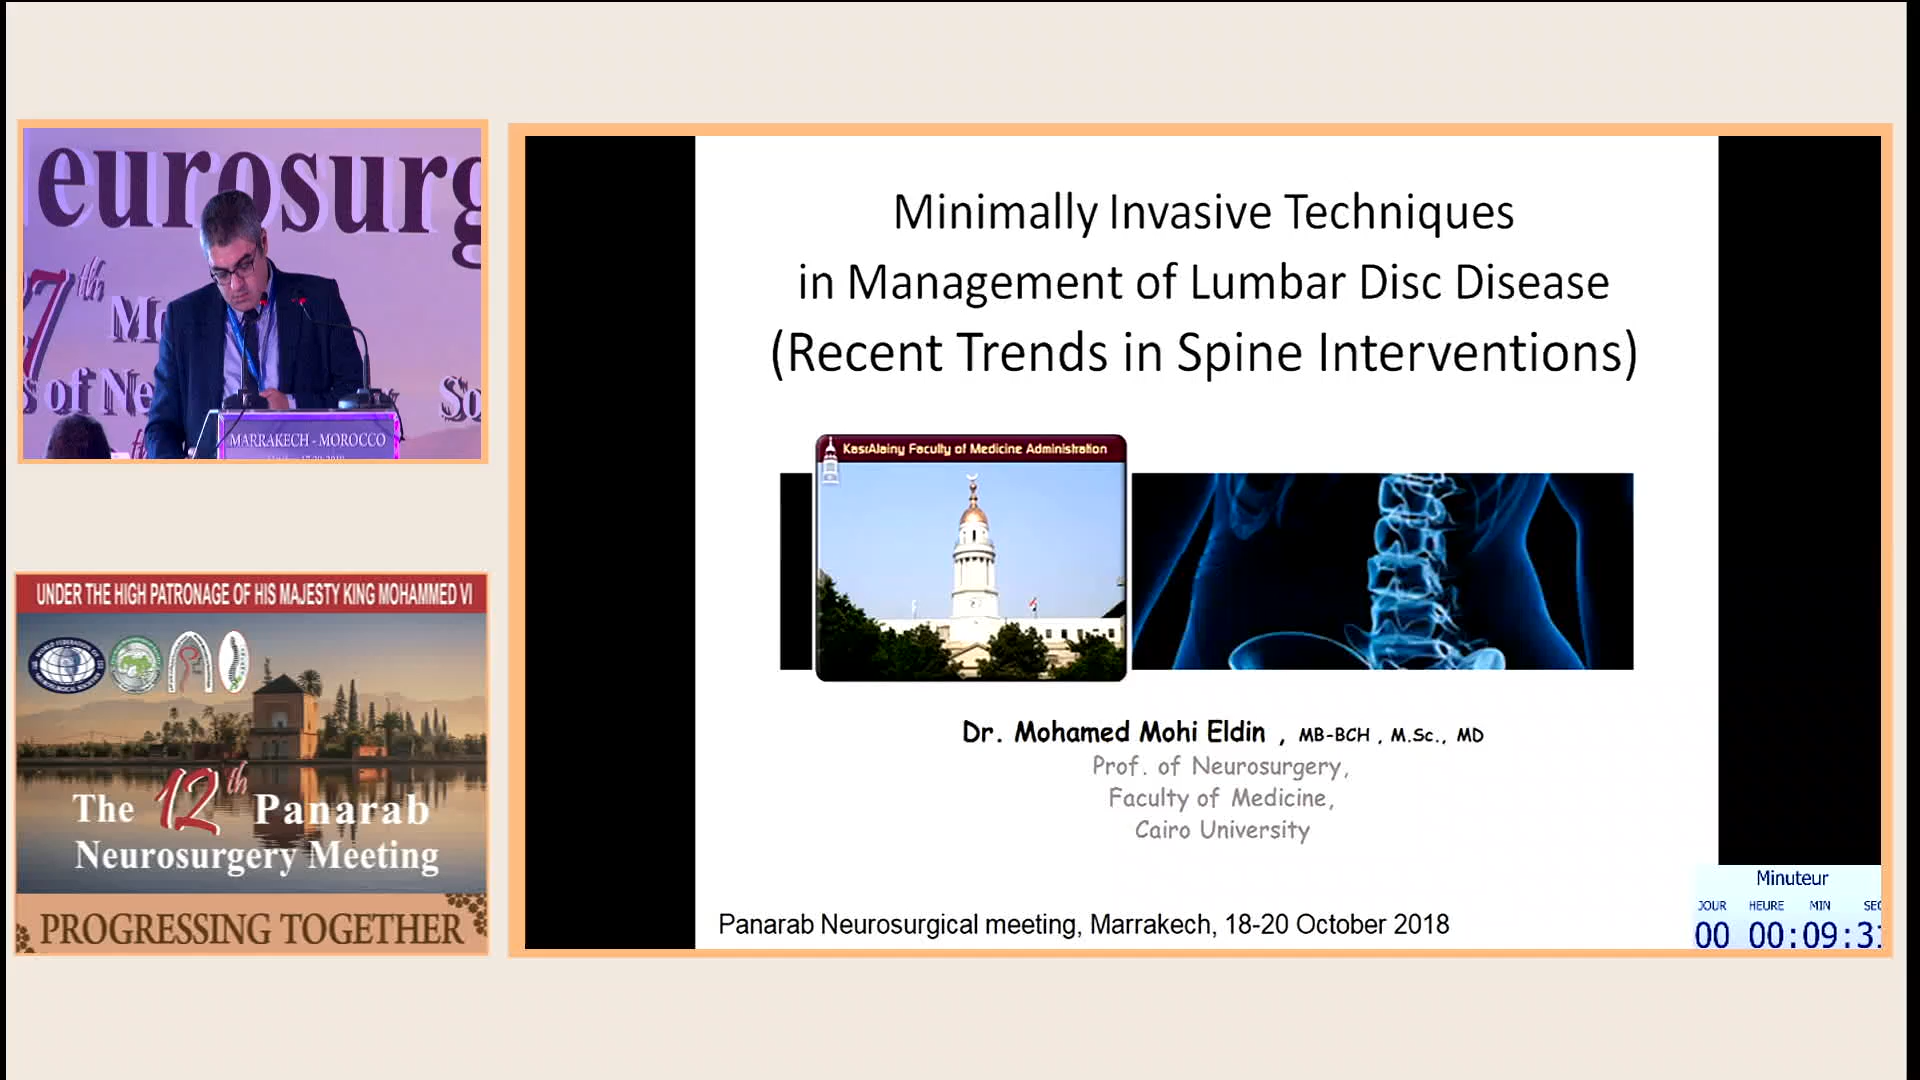 eurosurg
7th
s of Ne
So
MARRAKECH - MOROCCO
UNDER THE HIGH PATRONAGE OF HIS MAJESTY KING MOHAMMED VI
The 12th Panarab
Neurosurgery Meeting
PROGRESSING TOGETHER
Minimally Invasive Techniques
in Management of Lumbar Disc Disease
(Recent Trends in Spine Interventions)
KasrAlainy Faculty of Medicine Administration
Dr. Mohamed Mohi Eldin , MB-BCH , M.Sc., MD
Prof. of Neurosurgery,
Faculty of Medicine,
Cairo University
Panarab Neurosurgical meeting, Marrakech, 18-20 October 2018
Minuteur
JOUR HEURE MIN SEC
00 00:09:3